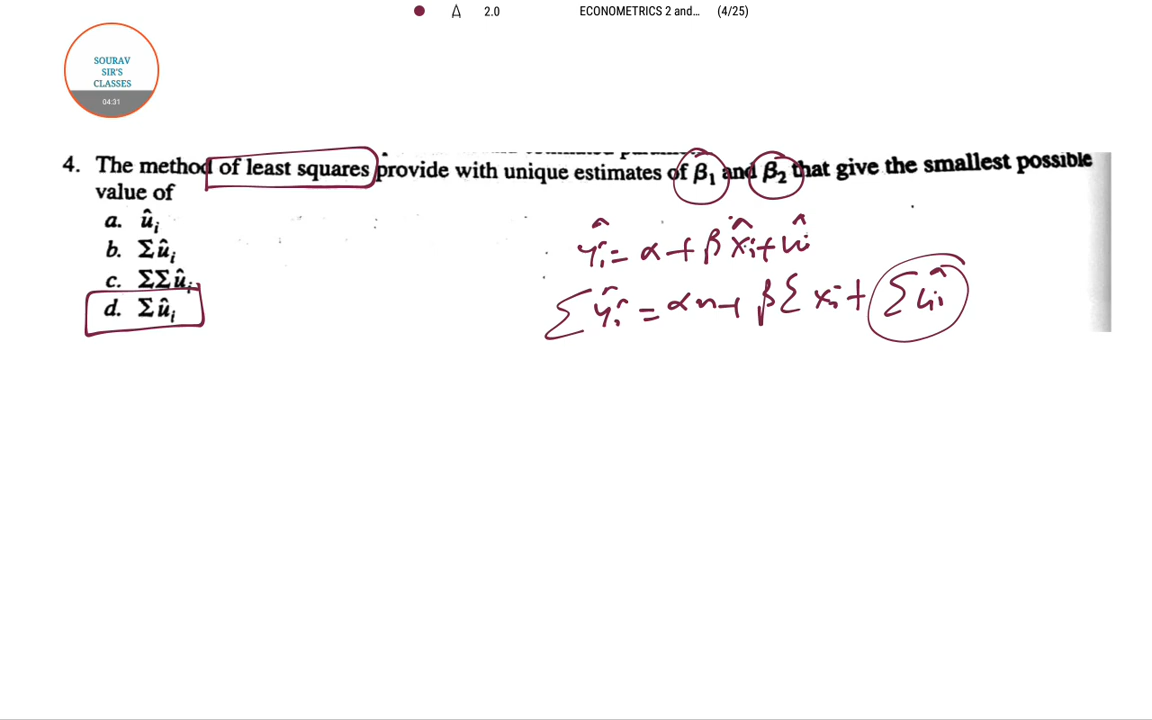 2.0 ECONOMETRICS 2 and... (4/25)
SOURAV
SIR'S
CLASSES
04:31
4. The method of least squares provide with unique estimates of β₁ and β₂ that give the smallest possible
value of
a. ûᵢ
b. Σûᵢ
c. ΣΣûᵢ
d. Σûᵢ
Ŷᵢ = α + β X̂ᵢ + ûᵢ
Σ Ŷᵢ = αn + β Σ xᵢ + Σ ûᵢ